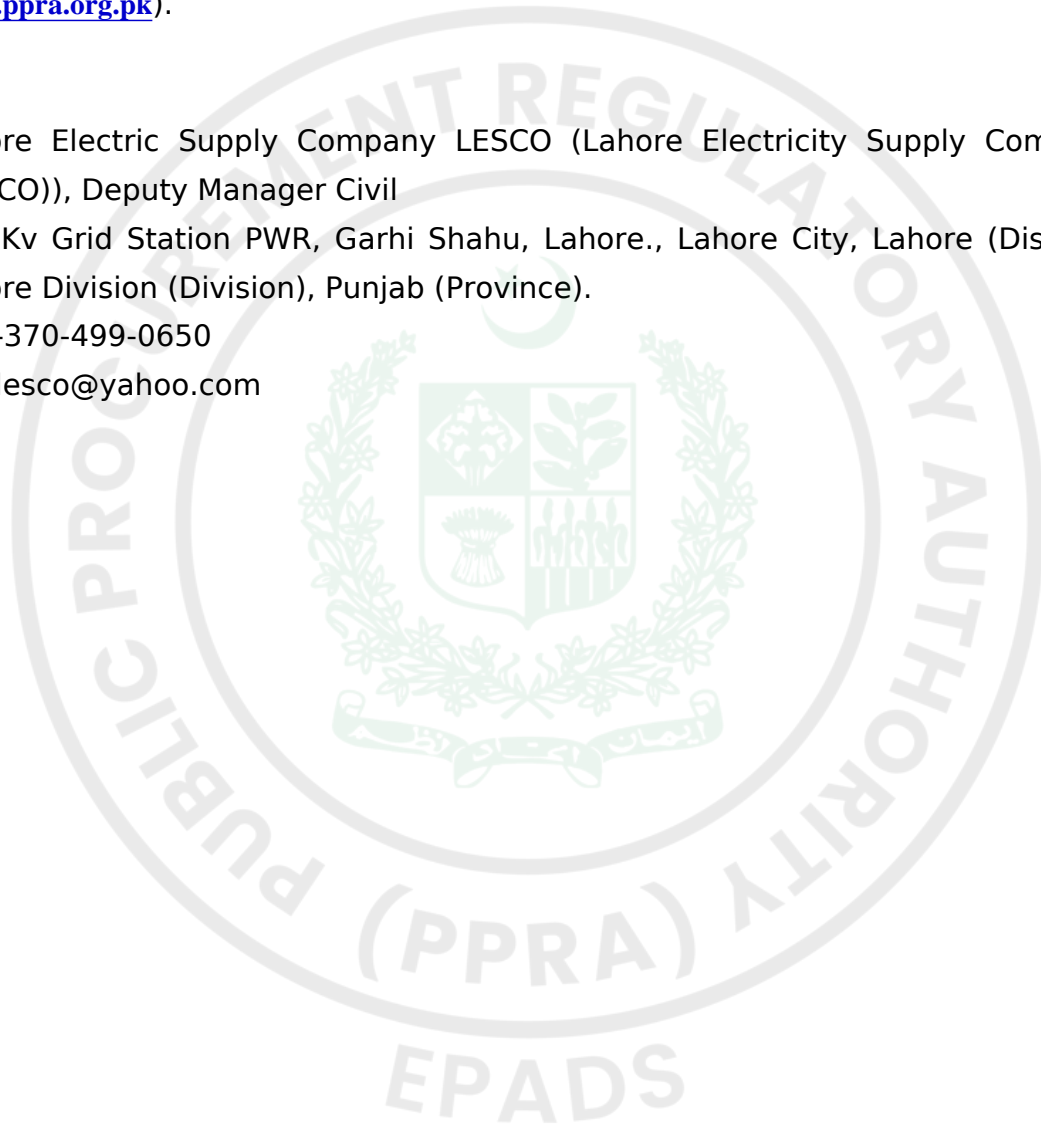 .ppra.org.pk).
ore Electric Supply Company LESCO (Lahore Electricity Supply Com
CO)), Deputy Manager Civil
Kv Grid Station PWR, Garhi Shahu, Lahore., Lahore City, Lahore (Dis
ore Division (Division), Punjab (Province).
-370-499-0650
lesco@yahoo.com
PUBLIC PROCUREMENT REGULATORY AUTHORITY
(PPRA)
EPADS